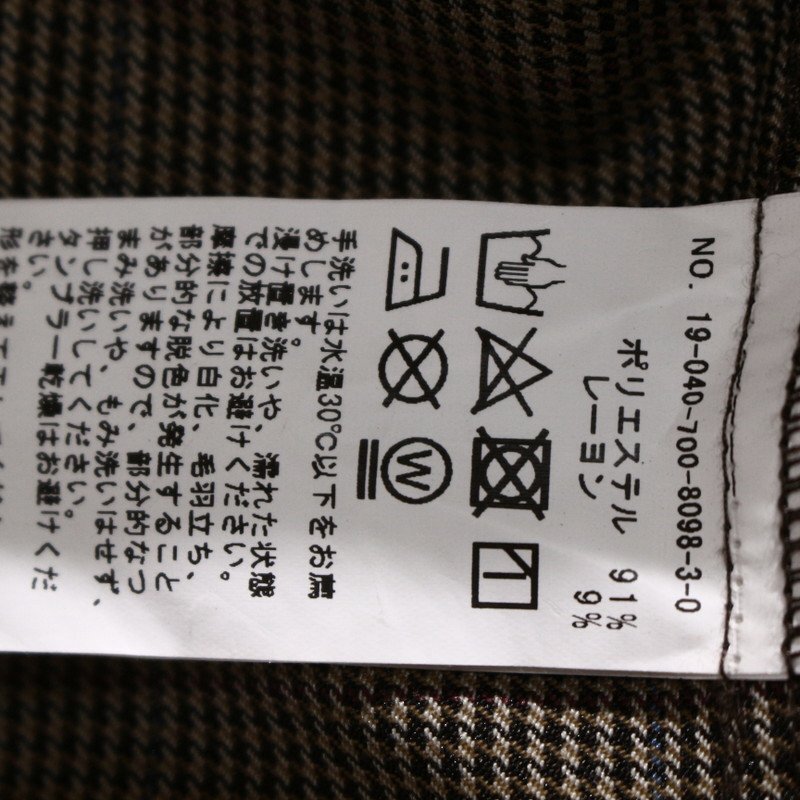 NO. 19-040-700-8098-3-0
ポリエステル 91%
レーヨン 9%
W
手洗いは水温30℃以下をお薦
めします。
浸け置き洗いや、濡れた状態
での放置はお避けください。
摩擦により白化、毛羽立ち、
部分的な脱色が発生すること
がありますので、部分的なつ
まみ洗いや、もみ洗いはせず、
押し洗いしてください。
タンブラー乾燥はお避けくだ
さい。
形を整えて